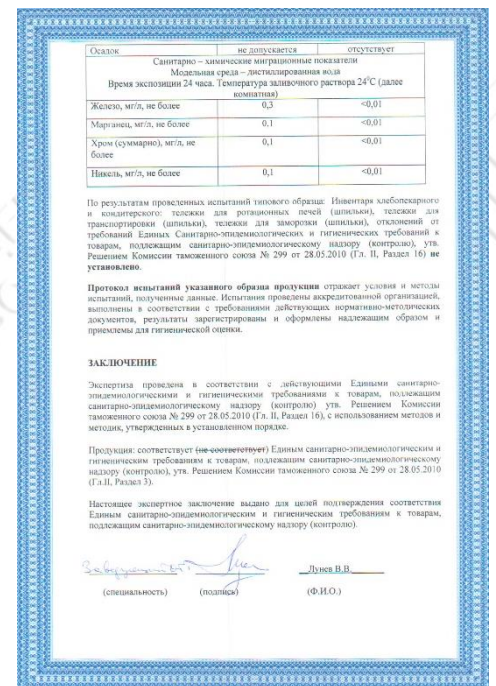 Осадок не допускается отсутствует
Санитарно – химические миграционные показатели
Модельная среда – дистиллированная вода
Время экспозиции 24 часа. Температура заливочного раствора 24⁰С (далее
комнатная)
Железо, мг/л, не более 0,3 <0,01
Марганец, мг/л, не более 0,1 <0,01
Хром (суммарно), мг/л, не 0,1 <0,01
более
Никель, мг/л, не более 0,1 <0,01
По результатам проведенных испытаний типового образца: Инвентаря хлебопекарного
и кондитерского: тележки для ротационных печей (шпильки), тележки для
транспортировки (шпильки), тележки для заморозки (шпильки), отклонений от
требований Единых Санитарно-эпидемиологических и гигиенических требований к
товарам, подлежащим санитарно-эпидемиологическому надзору (контролю), утв.
Решением Комиссии таможенного союза № 299 от 28.05.2010 (Гл. II, Раздел 16) не
установлено.
Протокол испытаний указанного образца продукции отражает условия и методы
испытаний, полученные данные. Испытания проведены аккредитованной организацией,
выполнены в соответствии с требованиями действующих нормативно-методических
документов, результаты зарегистрированы и оформлены надлежащим образом и
приемлемы для гигиенической оценки.
ЗАКЛЮЧЕНИЕ
Экспертиза проведена в соответствии с действующими Едиными санитарно-
эпидемиологическими и гигиеническими требованиями к товарам, подлежащим
санитарно-эпидемиологическому надзору (контролю) утв. Решением Комиссии
таможенного союза № 299 от 28.05.2010 (Гл. II, Раздел 16), с использованием методов и
методик, утвержденных в установленном порядке.
Продукция: соответствует (не соответствует) Единым санитарно-эпидемиологическим и
гигиеническим требованиям к товарам, подлежащим санитарно-эпидемиологическому
надзору (контролю), утв. Решением Комиссии таможенного союза № 299 от 28.05.2010
(Гл.II, Раздел 3).
Настоящее экспертное заключение выдано для целей подтверждения соответствия
Единым санитарно-эпидемиологическим и гигиеническим требованиям к товарам,
подлежащим санитарно-эпидемиологическому надзору (контролю).
Лунев В.В.
(специальность) (подпись) (Ф.И.О.)